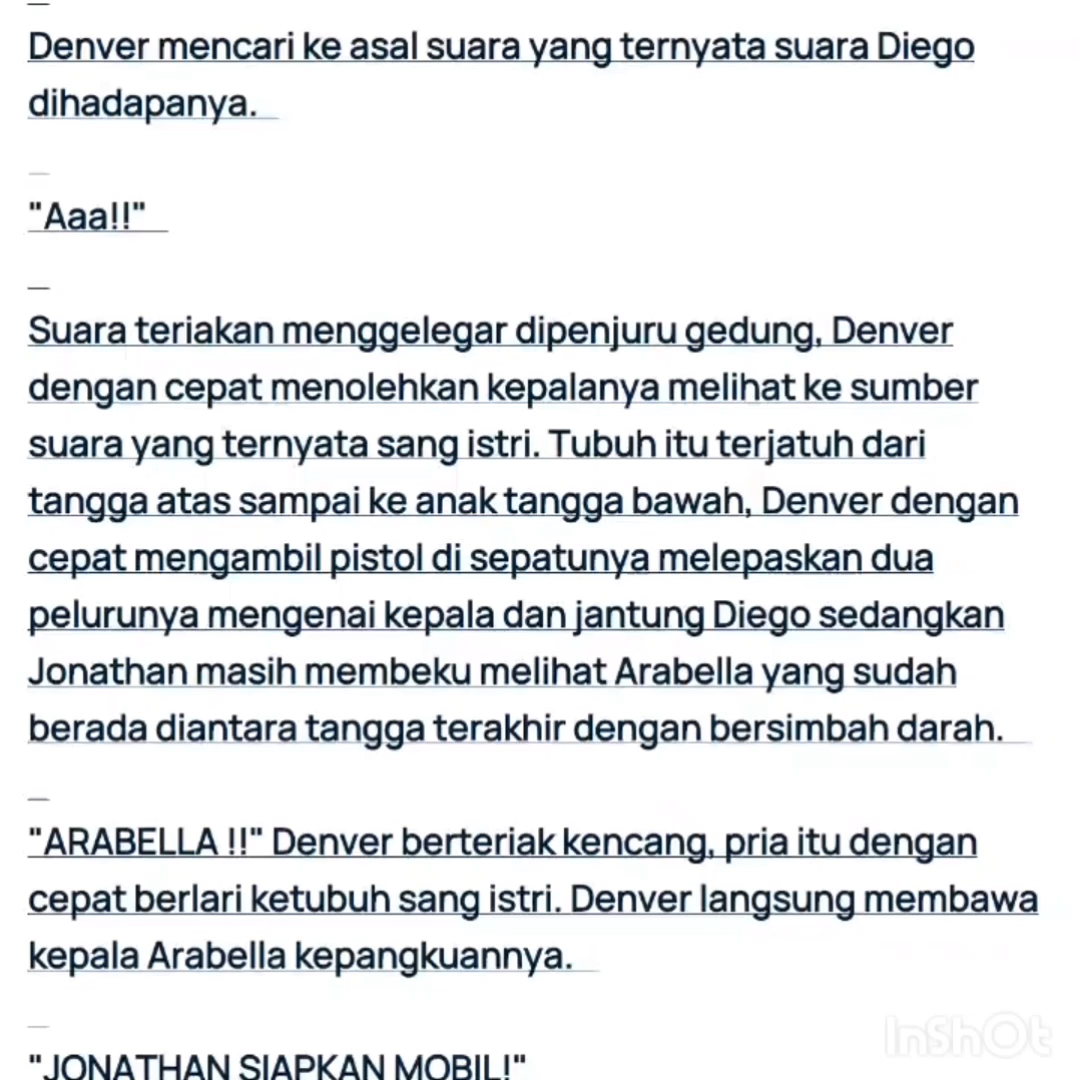 Denver mencari ke asal suara yang ternyata suara Diego
dihadapanya.
"Aaa!!"
Suara teriakan menggelegar dipenjuru gedung, Denver
dengan cepat menolehkan kepalanya melihat ke sumber
suara yang ternyata sang istri. Tubuh itu terjatuh dari
tangga atas sampai ke anak tangga bawah, Denver dengan
cepat mengambil pistol di sepatunya melepaskan dua
pelurunya mengenai kepala dan jantung Diego sedangkan
Jonathan masih membeku melihat Arabella yang sudah
berada diantara tangga terakhir dengan bersimbah darah.
"ARABELLA !!" Denver berteriak kencang, pria itu dengan
cepat berlari ketubuh sang istri. Denver langsung membawa
kepala Arabella kepangkuannya.
"JONATHAN SIAPKAN MOBIL!"
InShOt